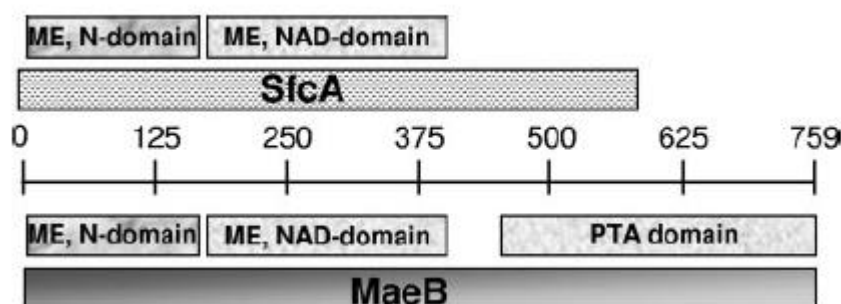 ME, N-domain ME, NAD-domain
SfcA
0 125 250 375 500 625 759
ME, N-domain ME, NAD-domain PTA domain
MaeB